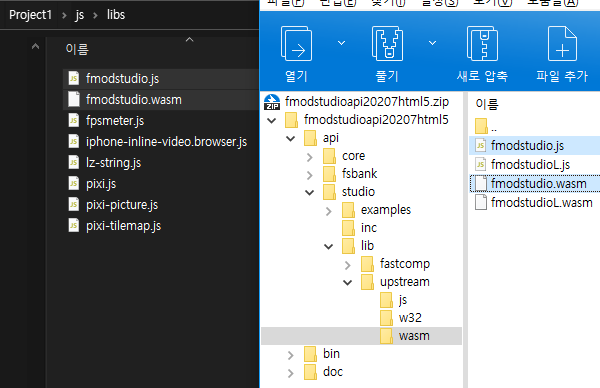 Project1 › js › libs
이름
fmodstudio.js
fmodstudio.wasm
fpsmeter.js
iphone-inline-video.browser.js
lz-string.js
pixi.js
pixi-picture.js
pixi-tilemap.js
열기
풀기
새로 압축
파일 추가
ZIP
fmodstudioapi20207html5.zip
fmodstudioapi20207html5
api
core
fsbank
studio
examples
inc
lib
fastcomp
upstream
js
w32
wasm
bin
doc
이름
..
fmodstudio.js
fmodstudioL.js
fmodstudio.wasm
fmodstudioL.wasm